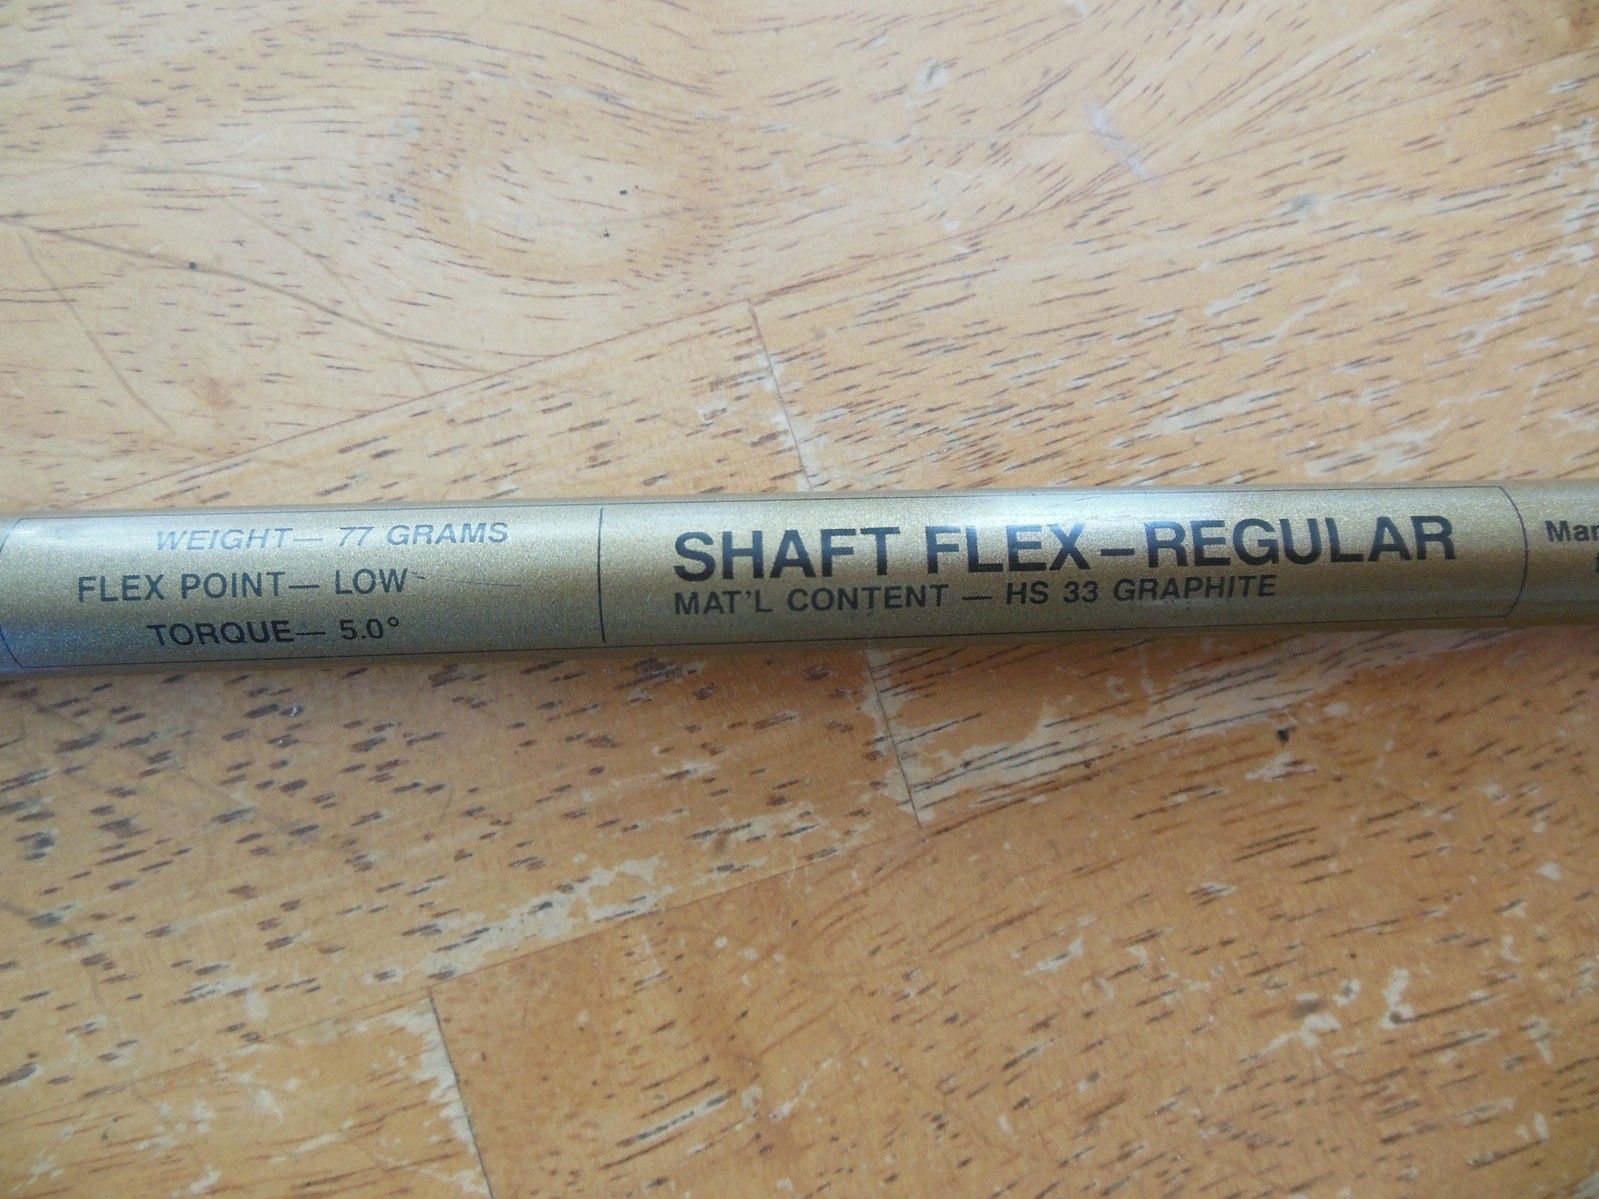 WEIGHT— 77 GRAMS
FLEX POINT— LOW
TORQUE— 5.0°
SHAFT FLEX–REGULAR
MAT'L CONTENT — HS 33 GRAPHITE